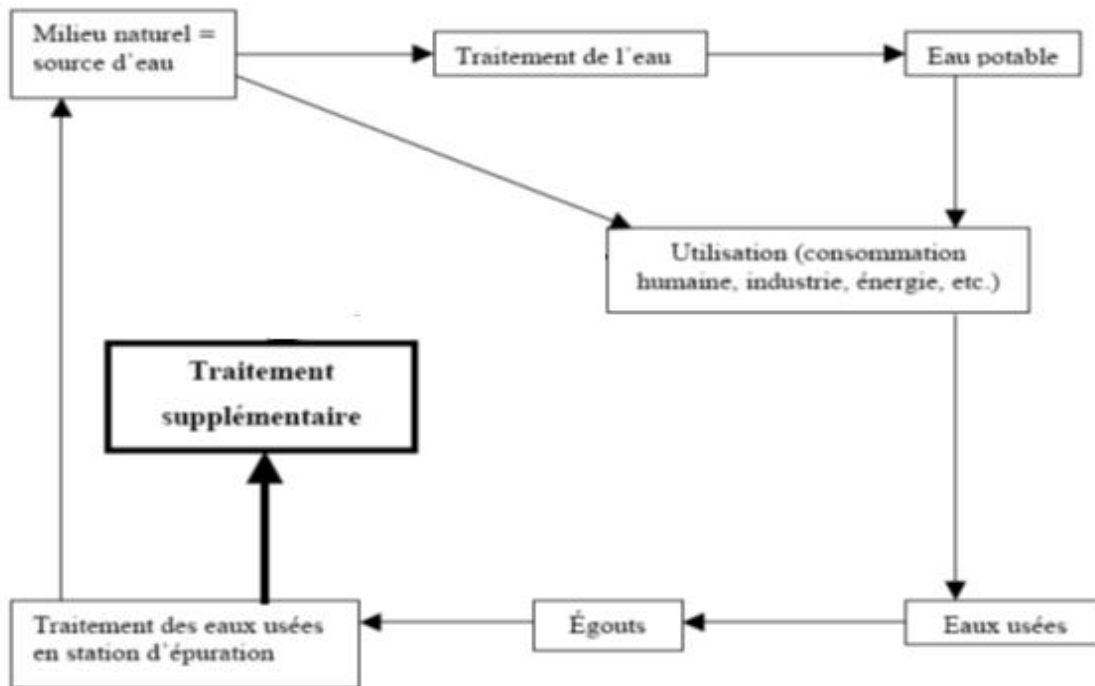 Milieu naturel =
source d'eau
Traitement de l'eau
Eau potable
Utilisation (consommation
humaine, industrie, énergie, etc.)
Traitement
supplémentaire
Traitement des eaux usées
en station d'épuration
Égouts
Eaux usées